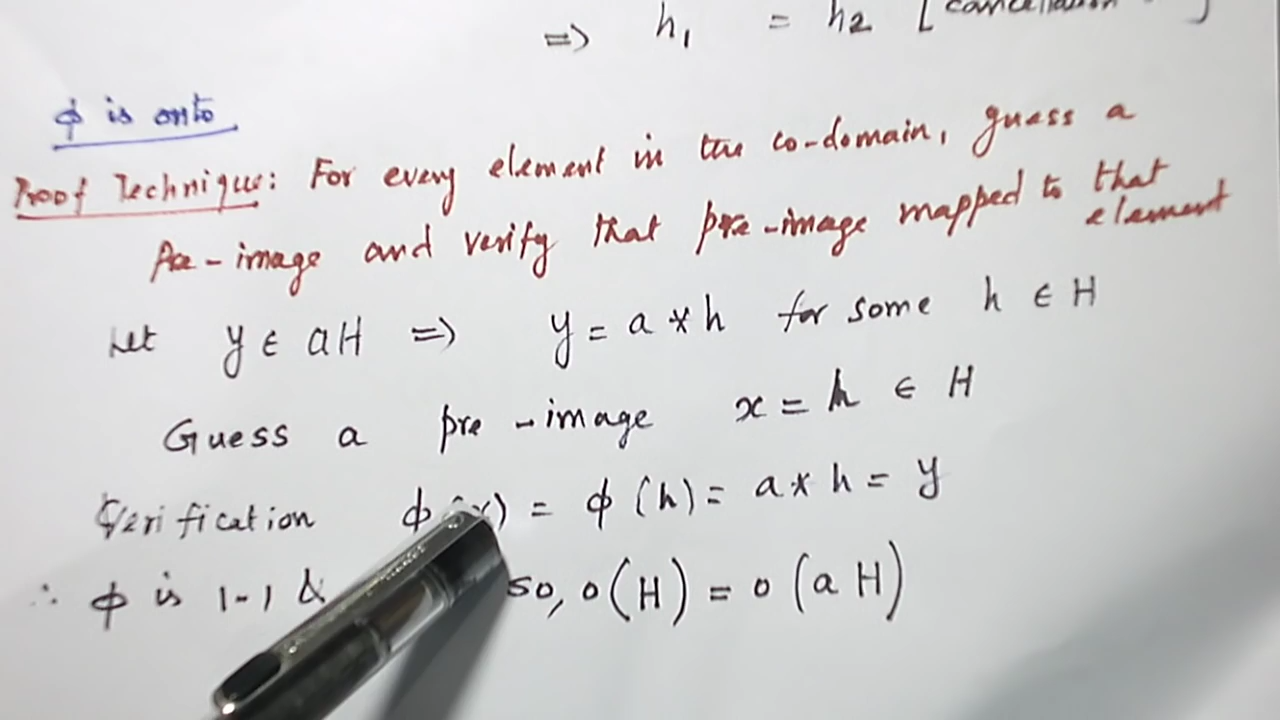 => h1 = h2 [cancellation ]
ϕ is onto
Proof Technique: For every element in the co-domain, guess a
Pre-image and verify that pre-image mapped to that
element
Let y ∈ aH => y = a * h for some h ∈ H
Guess a pre-image x = h ∈ H
Verification ϕ(x) = ϕ(h) = a * h = y
∴ ϕ is 1-1 & so, o(H) = o(aH)